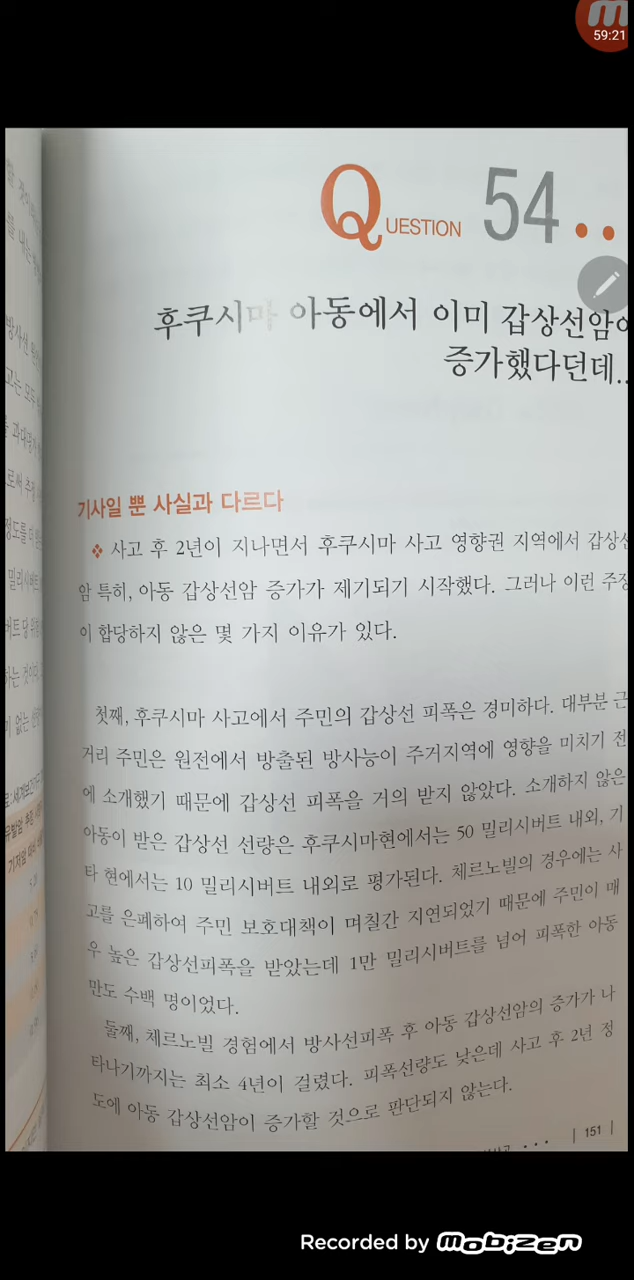 59:21
QUESTION 54
후쿠시마 아동에서 이미 갑상선암이
증가했다던데..
기사일 뿐 사실과 다르다
❖ 사고 후 2년이 지나면서 후쿠시마 사고 영향권 지역에서 갑상선
암 특히, 아동 갑상선암 증가가 제기되기 시작했다. 그러나 이런 주장
이 합당하지 않은 몇 가지 이유가 있다.
첫째, 후쿠시마 사고에서 주민의 갑상선 피폭은 경미하다. 대부분 근
거리 주민은 원전에서 방출된 방사능이 주거지역에 영향을 미치기 전
에 소개했기 때문에 갑상선 피폭을 거의 받지 않았다. 소개하지 않은
아동이 받은 갑상선 선량은 후쿠시마현에서는 50 밀리시버트 내외, 기
타 현에서는 10 밀리시버트 내외로 평가된다. 체르노빌의 경우에는 사
고를 은폐하여 주민 보호대책이 며칠간 지연되었기 때문에 주민이 매
우 높은 갑상선피폭을 받았는데 1만 밀리시버트를 넘어 피폭한 아동
만도 수백 명이었다.
둘째, 체르노빌 경험에서 방사선피폭 후 아동 갑상선암의 증가가 나
타나기까지는 최소 4년이 걸렸다. 피폭선량도 낮은데 사고 후 2년 정
도에 아동 갑상선암이 증가할 것으로 판단되지 않는다.
| 151 |
Recorded by mobizen